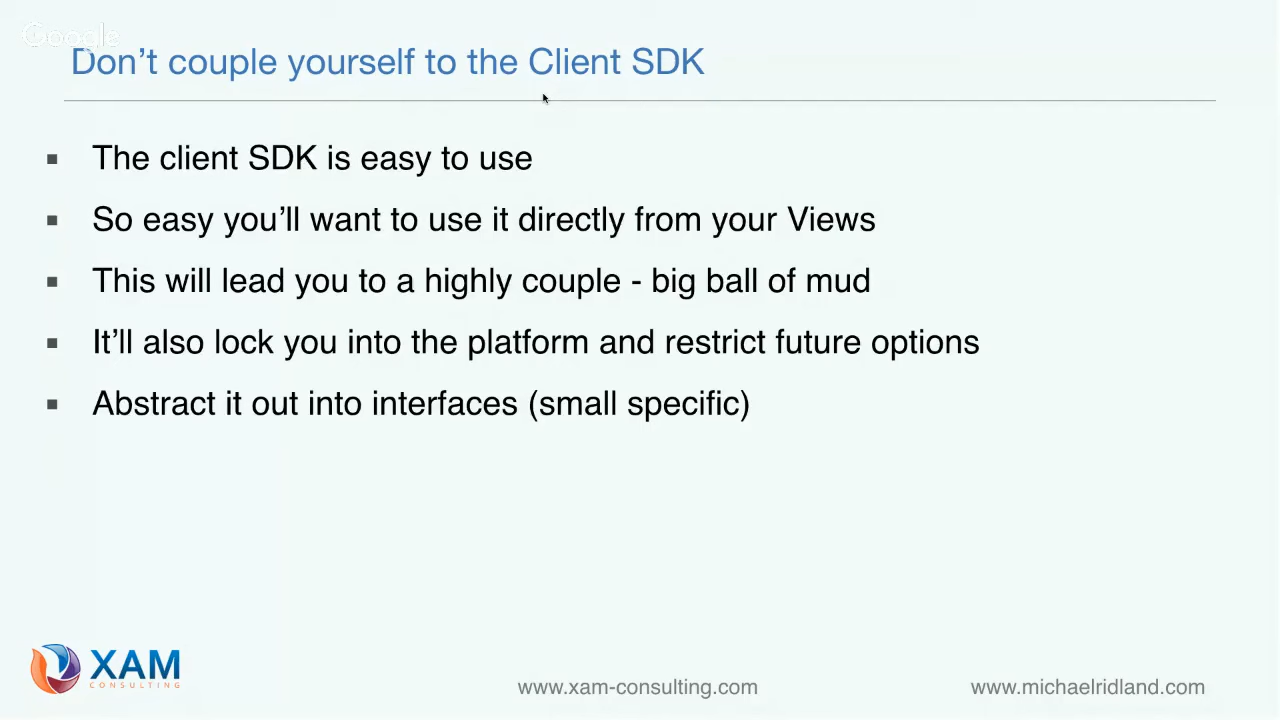 Google
Don't couple yourself to the Client SDK
The client SDK is easy to use
So easy you'll want to use it directly from your Views
This will lead you to a highly couple - big ball of mud
It'll also lock you into the platform and restrict future options
Abstract it out into interfaces (small specific)
XAM
CONSULTING
www.xam-consulting.com
www.michaelridland.com